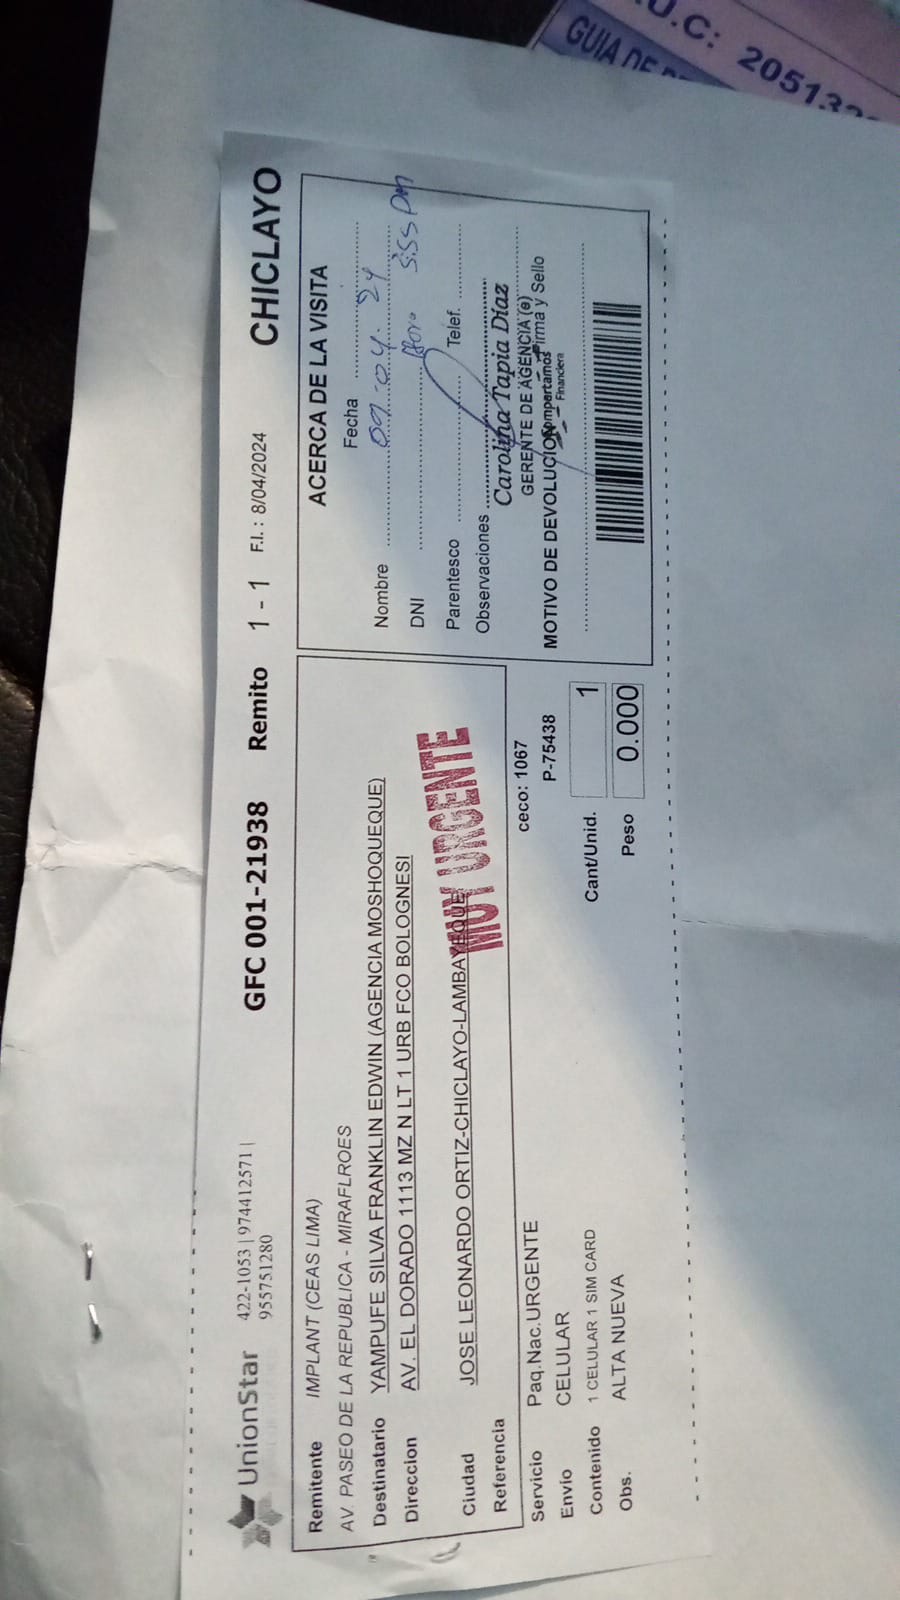 UnionStar 422-1053 | 974412571 |
955751280
GFC 001-21938 Remito 1 - 1 F.I.: 8/04/2024 CHICLAYO
Remitente IMPLANT (CEAS LIMA)
AV. PASEO DE LA REPUBLICA - MIRAFLROES
Destinatario YAMPUFE SILVA FRANKLIN EDWIN (AGENCIA MOSHOQUEQUE)
Direccion AV. EL DORADO 1113 MZ N LT 1 URB FCO BOLOGNESI
Ciudad JOSE LEONARDO ORTIZ-CHICLAYO-LAMBAYEQUE
MUY URGENTE
Referencia
Servicio Paq.Nac.URGENTE
ceco: 1067
Envío CELULAR
P-75438
Contenido 1 CELULAR 1 SIM CARD
Cant/Unid. 1
Obs. ALTA NUEVA
Peso 0.000
ACERCA DE LA VISITA
Fecha
Nombre 09.04.24
DNI Hora 5:55 pm
Parentesco Telef.
Observaciones
Carolina Tapia Díaz
GERENTE DE AGENCIA (e)
MOTIVO DE DEVOLUCION Firma y Sello
Compartamos
Financiera
GUIA DE
R.U.C: 205132